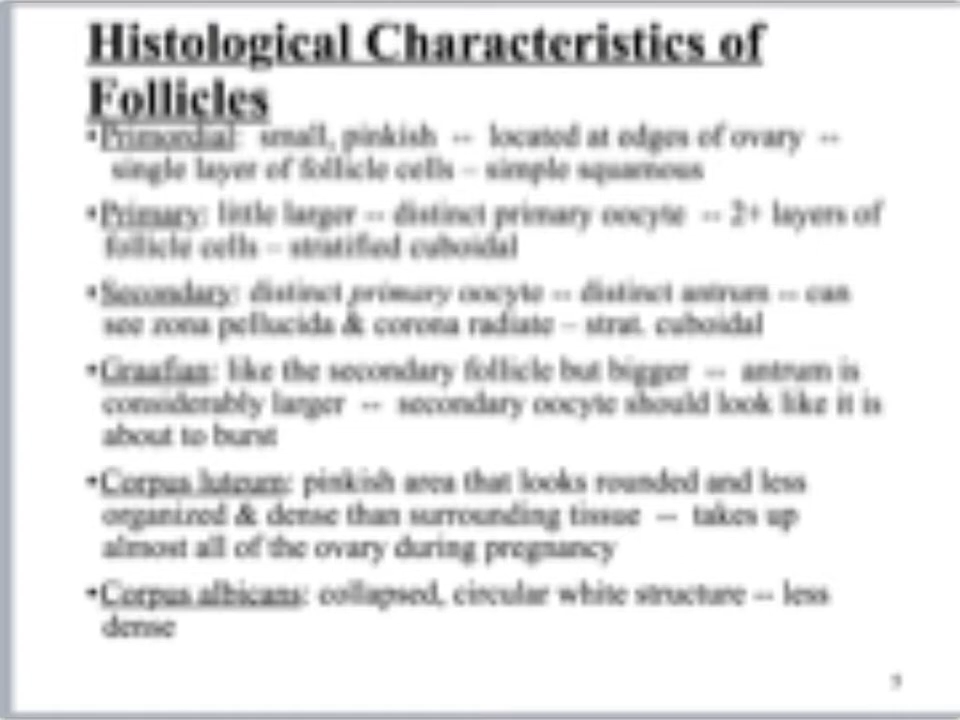 Histological Characteristics of
Follicles
•Primordial: small, pinkish -- located at edges of ovary --
single layer of follicle cells – simple squamous
•Primary: little larger -- distinct primary oocyte -- 2+ layers of
follicle cells – stratified cuboidal
•Secondary: distinct primary oocyte -- distinct antrum -- can
see zona pellucida & corona radiate – strat. cuboidal
•Graafian: like the secondary follicle but bigger -- antrum is
considerably larger -- secondary oocyte should look like it is
about to burst
•Corpus luteum: pinkish area that looks rounded and less
organized & dense than surrounding tissue -- takes up
almost all of the ovary during pregnancy
•Corpus albicans: collapsed, circular white structure -- less
dense